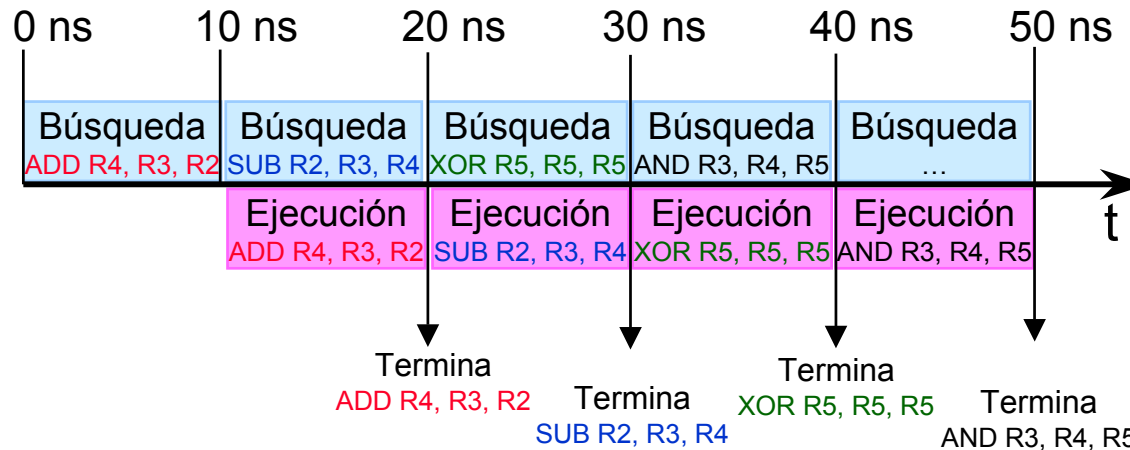 0 ns 10 ns 20 ns 30 ns 40 ns 50 ns
Búsqueda Búsqueda Búsqueda Búsqueda Búsqueda
ADD R4, R3, R2 SUB R2, R3, R4 XOR R5, R5, R5 AND R3, R4, R5 ...
Ejecución Ejecución Ejecución Ejecución t
ADD R4, R3, R2 SUB R2, R3, R4 XOR R5, R5, R5 AND R3, R4, R5
Termina
ADD R4, R3, R2
Termina
SUB R2, R3, R4
Termina
XOR R5, R5, R5
Termina
AND R3, R4, R5